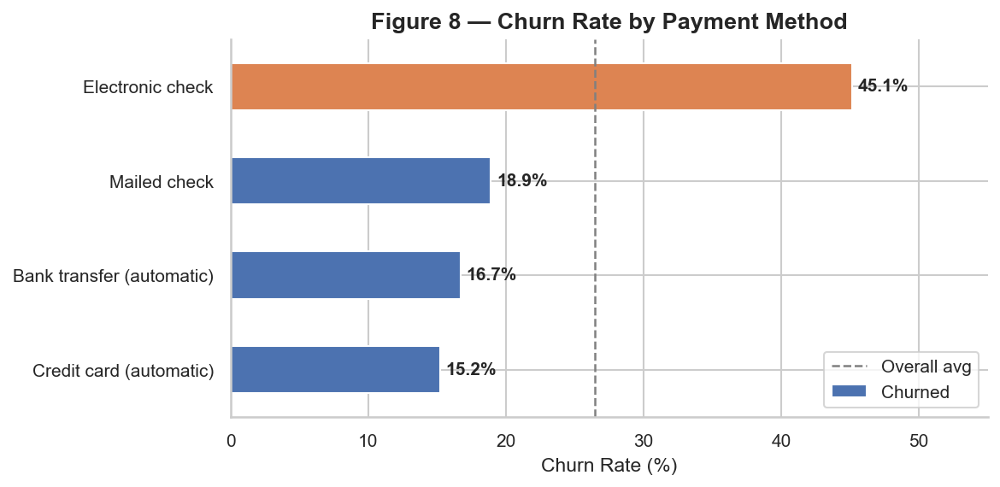 Figure 8 — Churn Rate by Payment Method
Electronic check
45.1%
Mailed check
18.9%
Bank transfer (automatic)
16.7%
Credit card (automatic)
15.2%
Overall avg
Churned
0 10 20 30 40 50
Churn Rate (%)